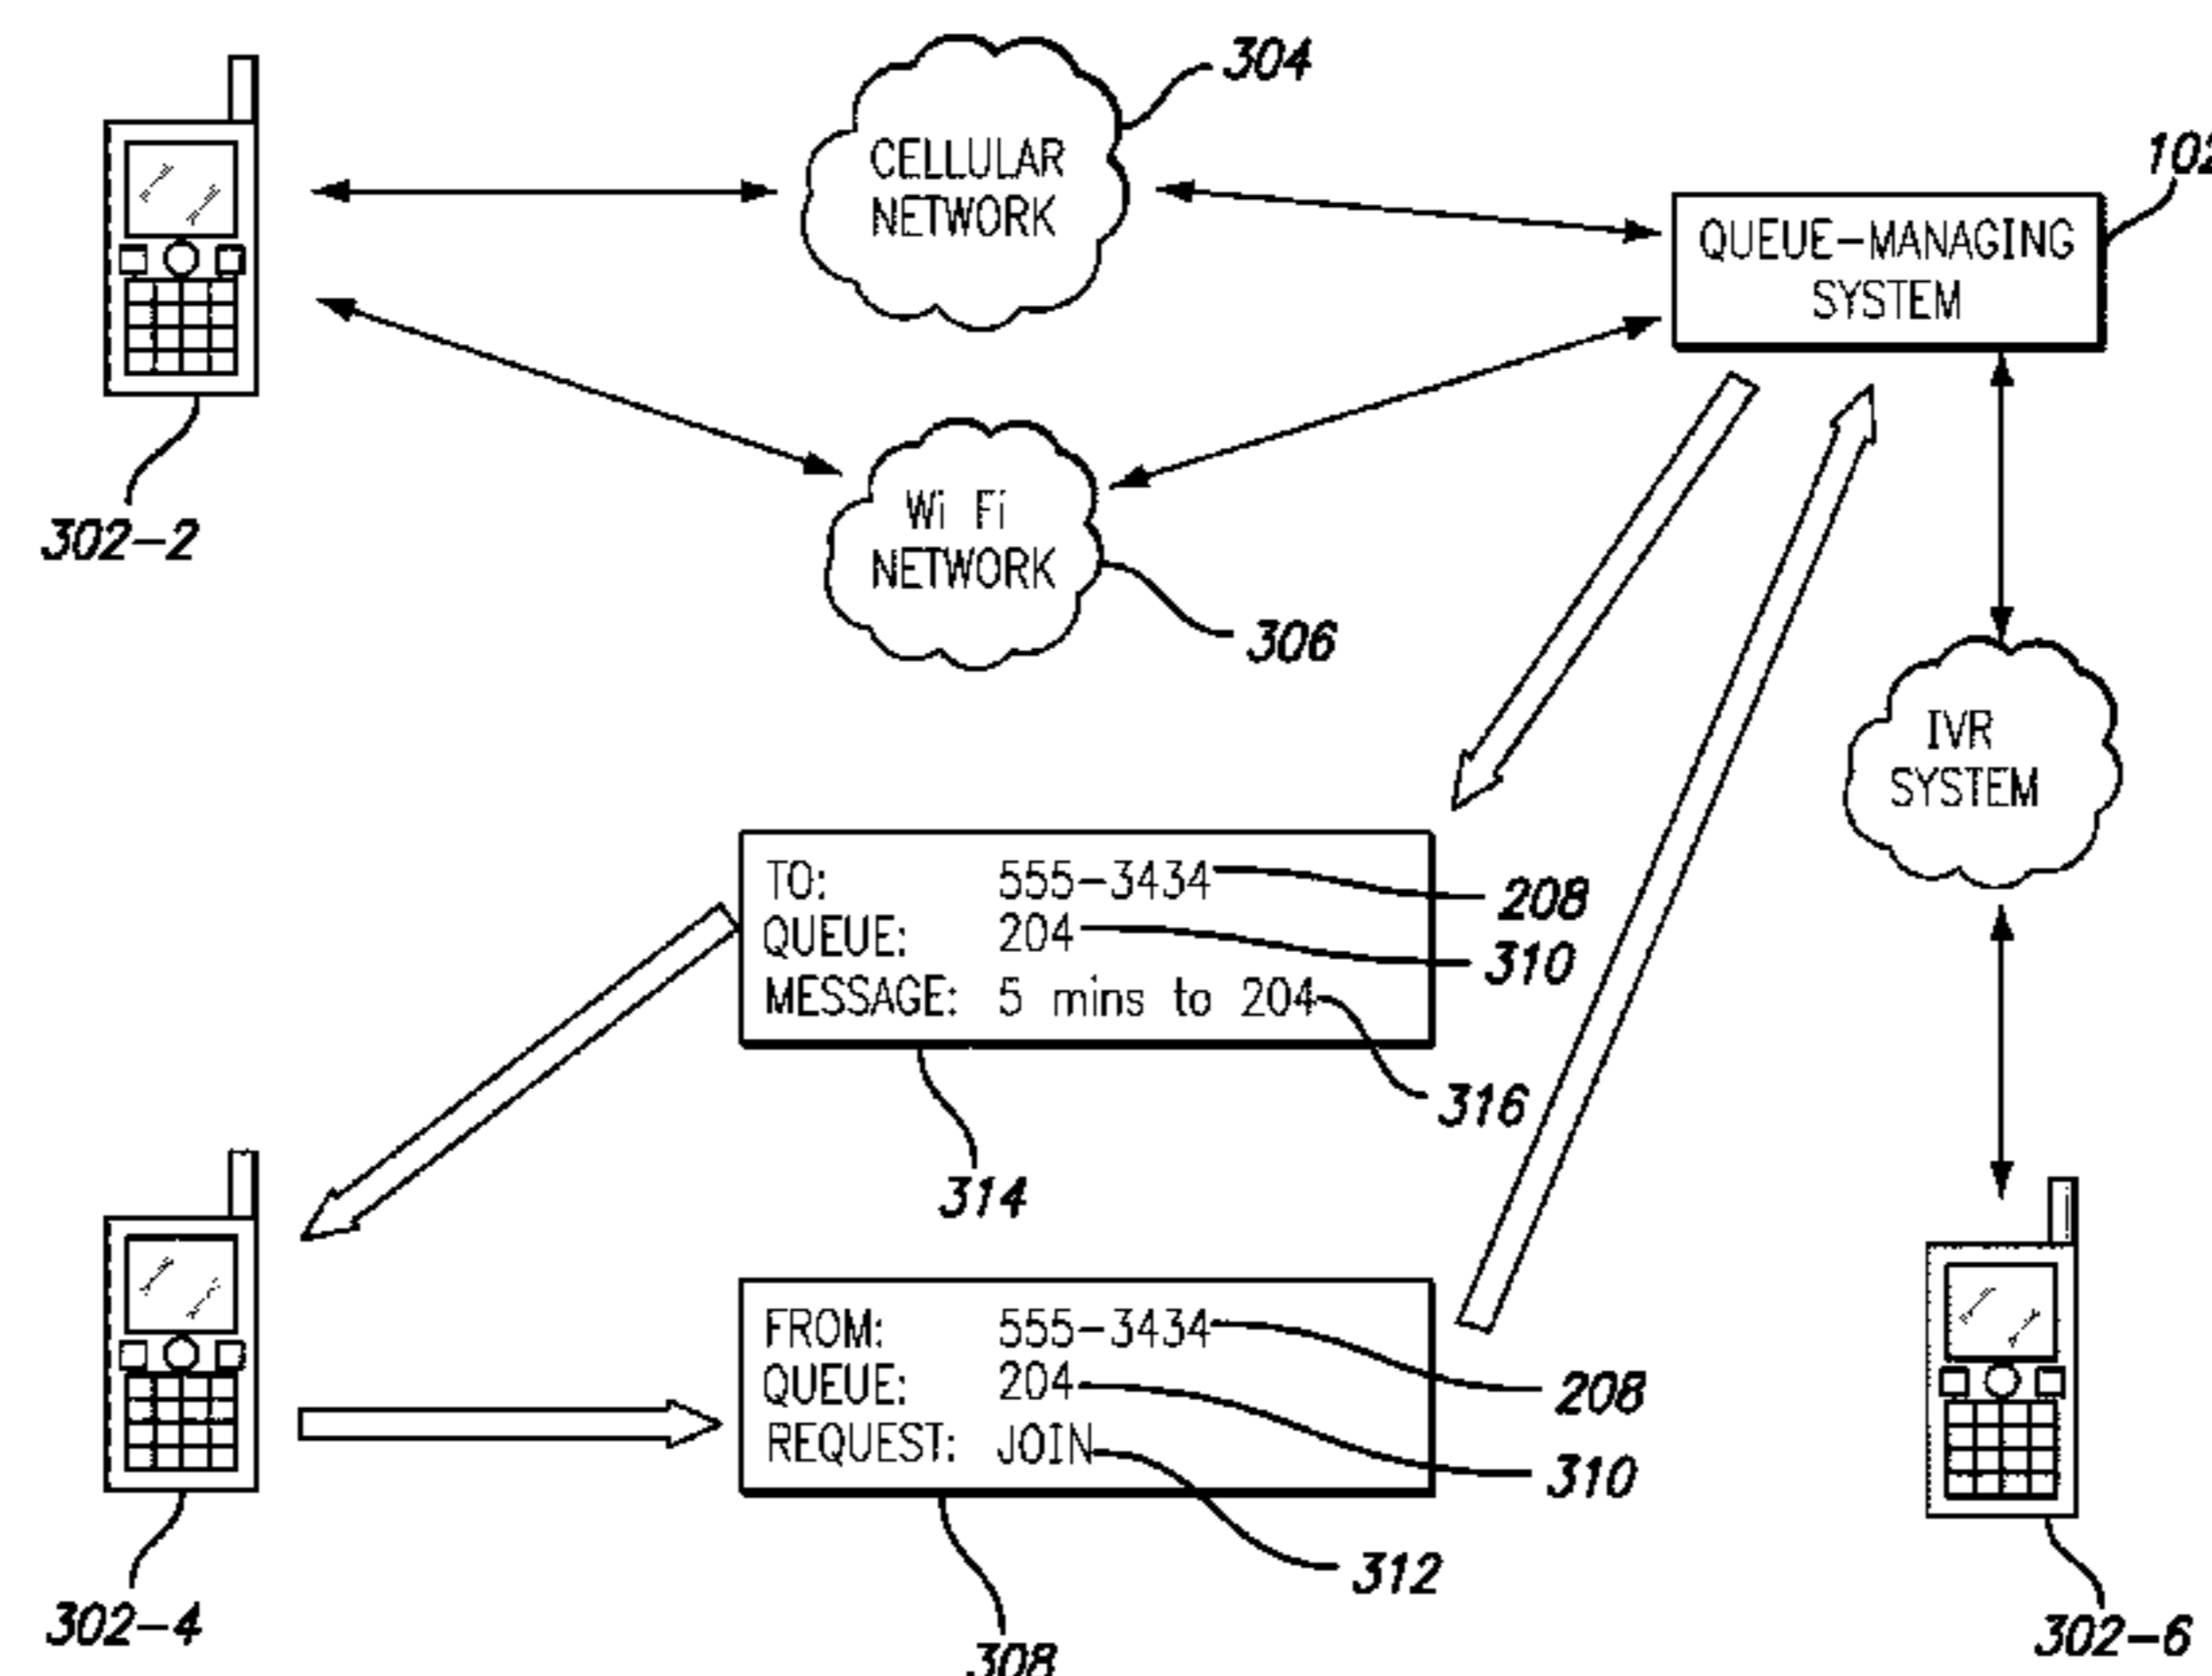 304
CELLULAR
NETWORK
102
QUEUE-MANAGING
SYSTEM
302-2
Wi Fi
NETWORK
306
IVR
SYSTEM
TO: 555-3434
208
QUEUE: 204
310
MESSAGE: 5 mins to 204
316
314
FROM: 555-3434
208
QUEUE: 204
310
REQUEST: JOIN
312
302-4
308
302-6